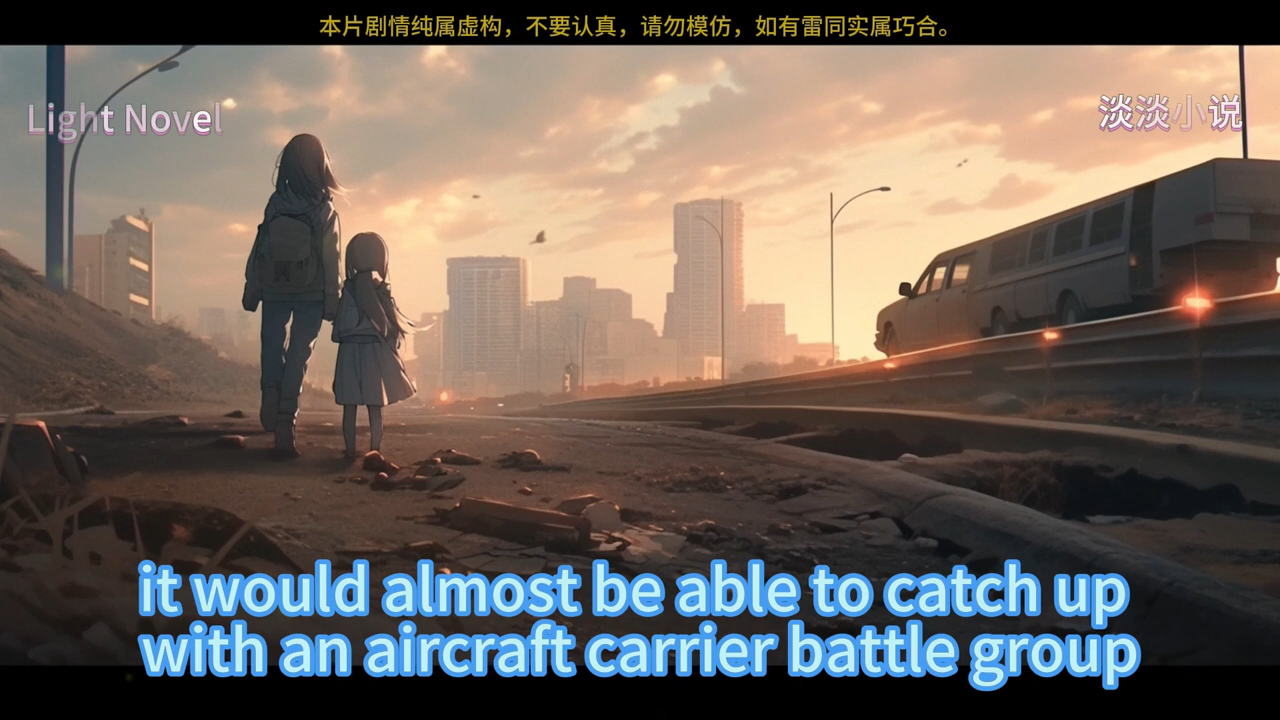 本片剧情纯属虚构，不要认真，请勿模仿，如有雷同实属巧合。
Light Novel
淡淡小说
it would almost be able to catch up
with an aircraft carrier battle group